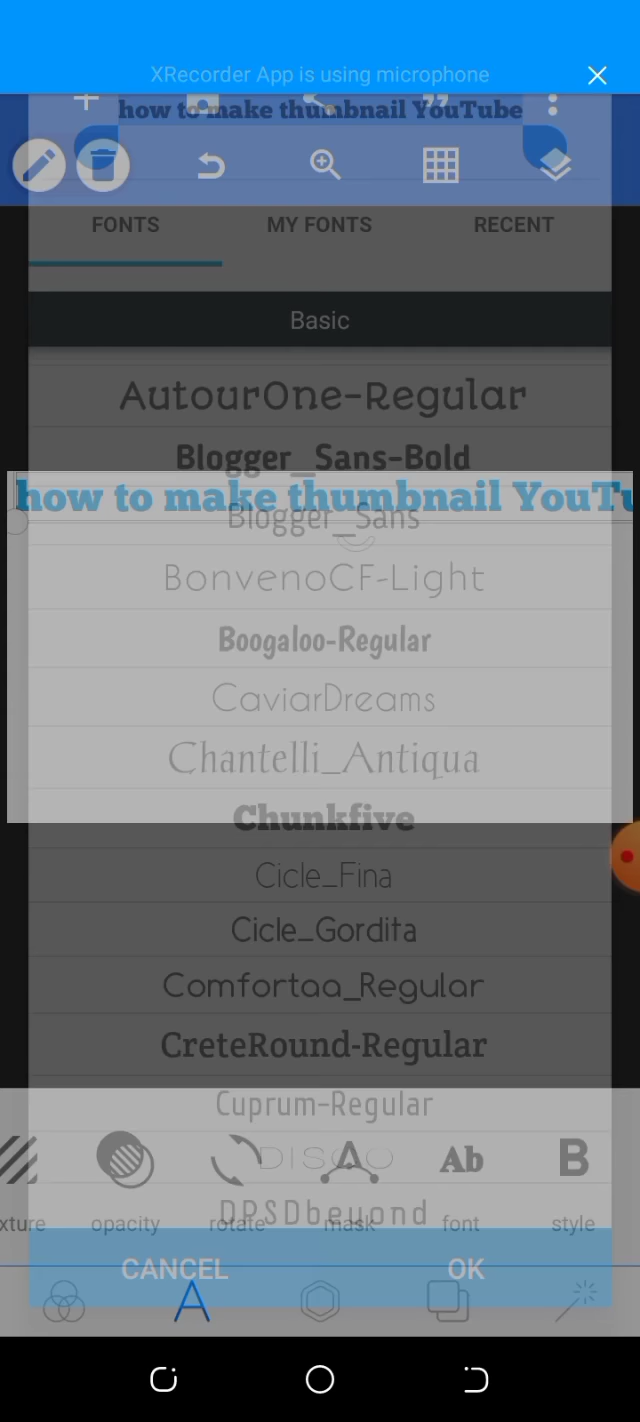 XRecorder App is using microphone
how to make thumbnail YouTube
FONTS MY FONTS RECENT
Basic
AutourOne-Regular
Blogger_Sans-Bold
how to make thumbnail YouTu
Blogger_Sans
BonvenoCF-Light
Boogaloo-Regular
CaviarDreams
Chantelli_Antiqua
Chunkfive
Cicle_Fina
Cicle_Gordita
Comfortaa_Regular
CreteRound-Regular
Cuprum-Regular
DISCO
Ab B
DPSDbeyond
xture opacity rotate mask font style
CANCEL OK